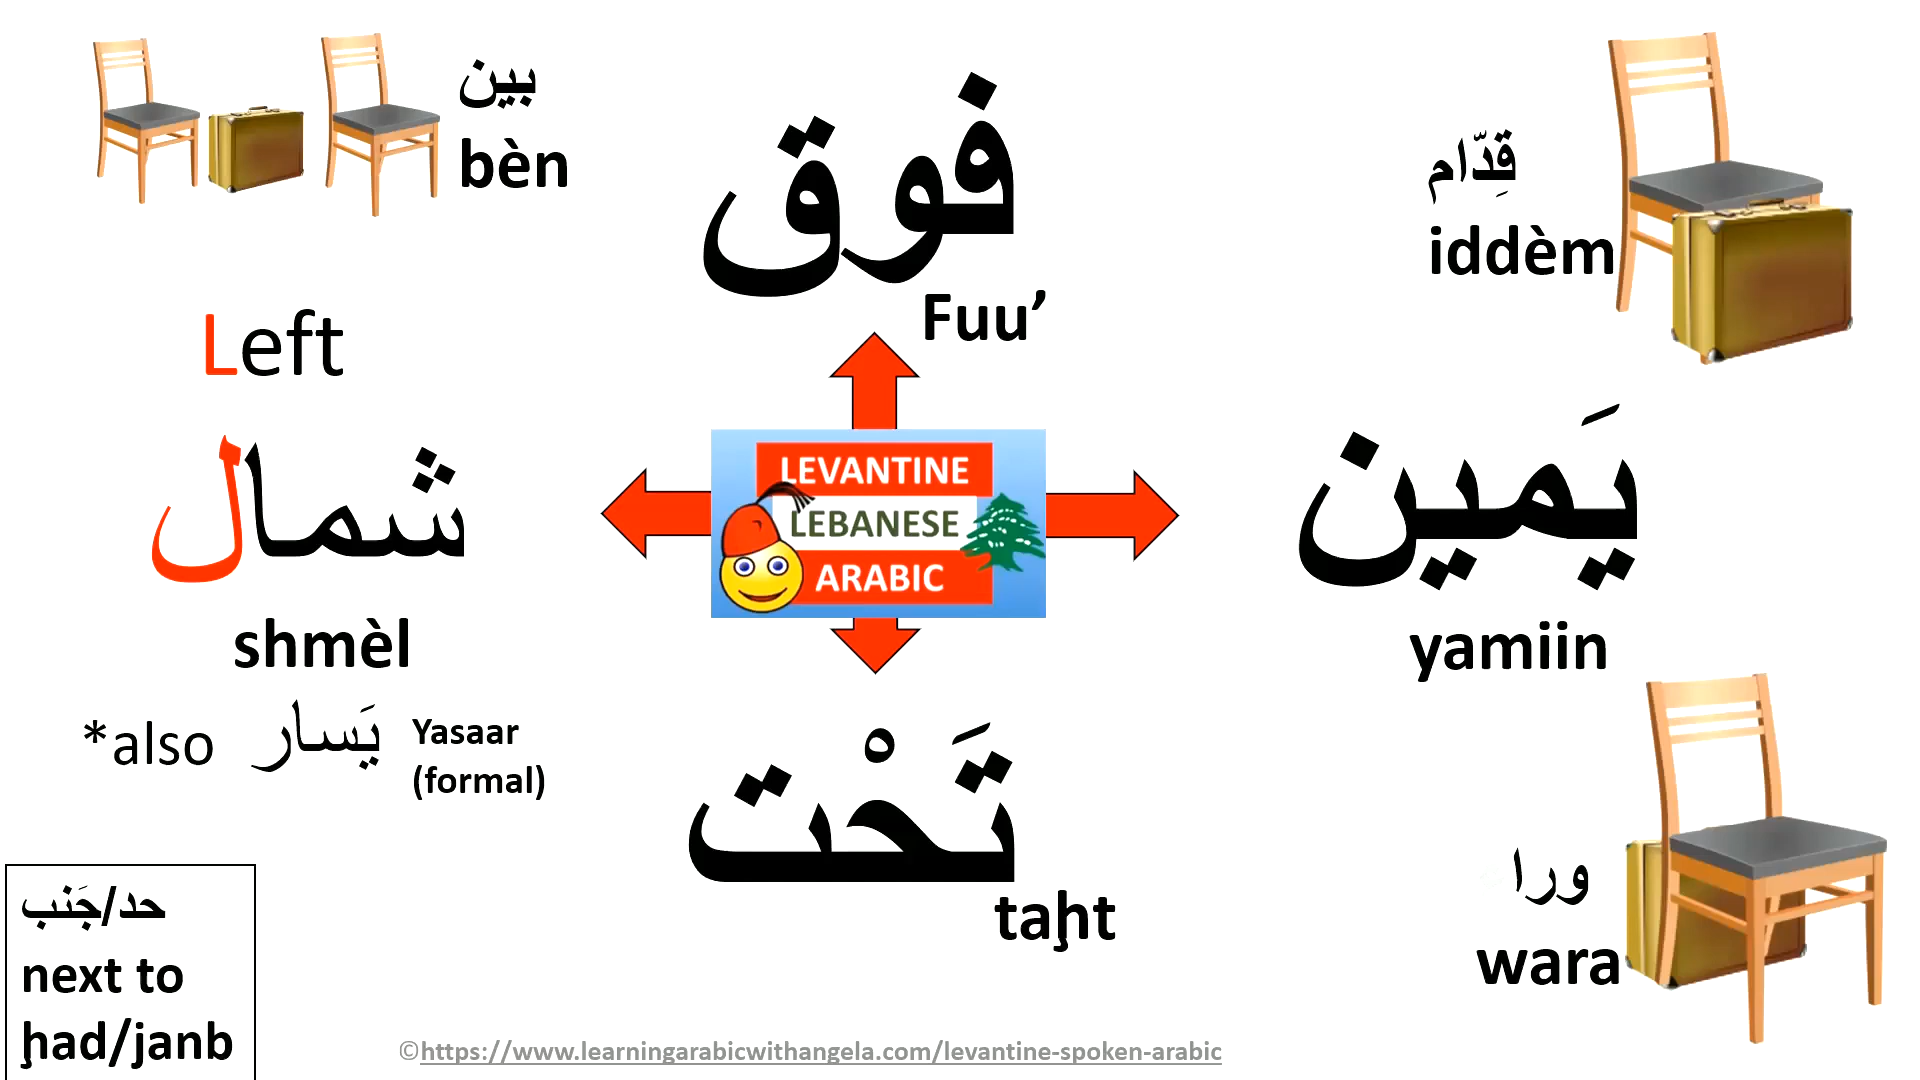 بين
bèn
فوق
Fuu’
قِدّام
iddèm
Left
شمال
shmèl
*also يَسار Yasaar
(formal)
LEVANTINE
LEBANESE
ARABIC
يَمين
yamiin
تَحْت
taḩt
ورا
wara
حد/جَنب
next to
ḩad/janb
©https://www.learningarabicwithangela.com/levantine-spoken-arabic